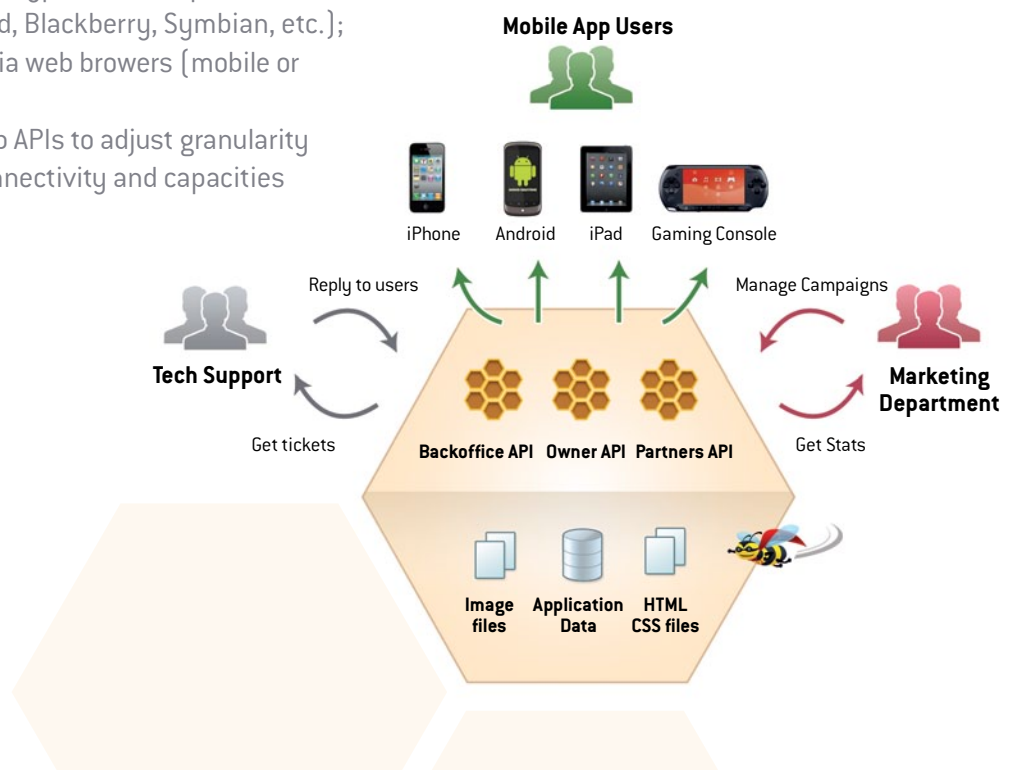 d, Blackberry, Symbian, etc.);
ia web browers (mobile or
o APIs to adjust granularity
nnectivity and capacities
Mobile App Users
iPhone
Android
iPad
Gaming Console
Reply to users
Manage Campaigns
Tech Support
Marketing
Department
Get tickets
Get Stats
Backoffice API
Owner API
Partners API
Image
files
Application
Data
HTML
CSS files